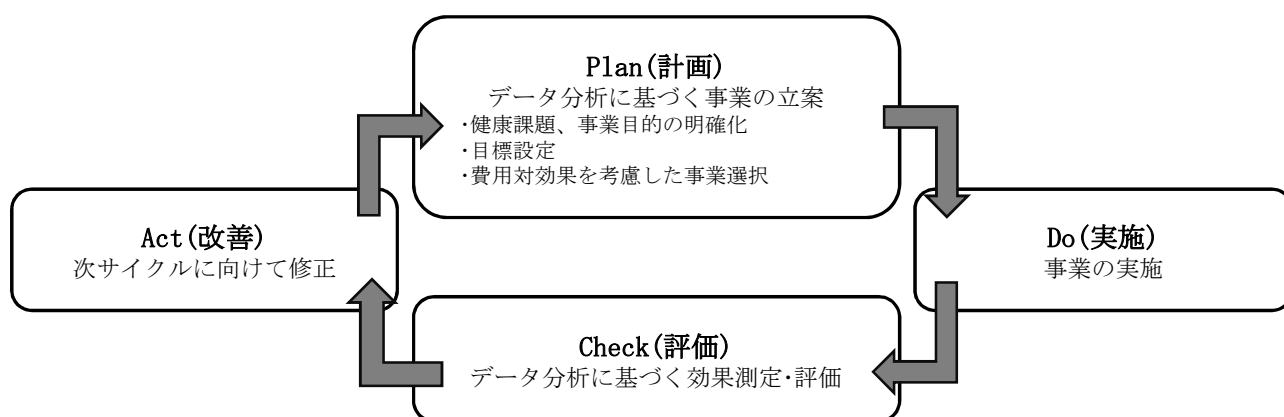 Plan(計画)
データ分析に基づく事業の立案
・健康課題、事業目的の明確化
・目標設定
・費用対効果を考慮した事業選択
Act(改善)
次サイクルに向けて修正
Do(実施)
事業の実施
Check(評価)
データ分析に基づく効果測定・評価